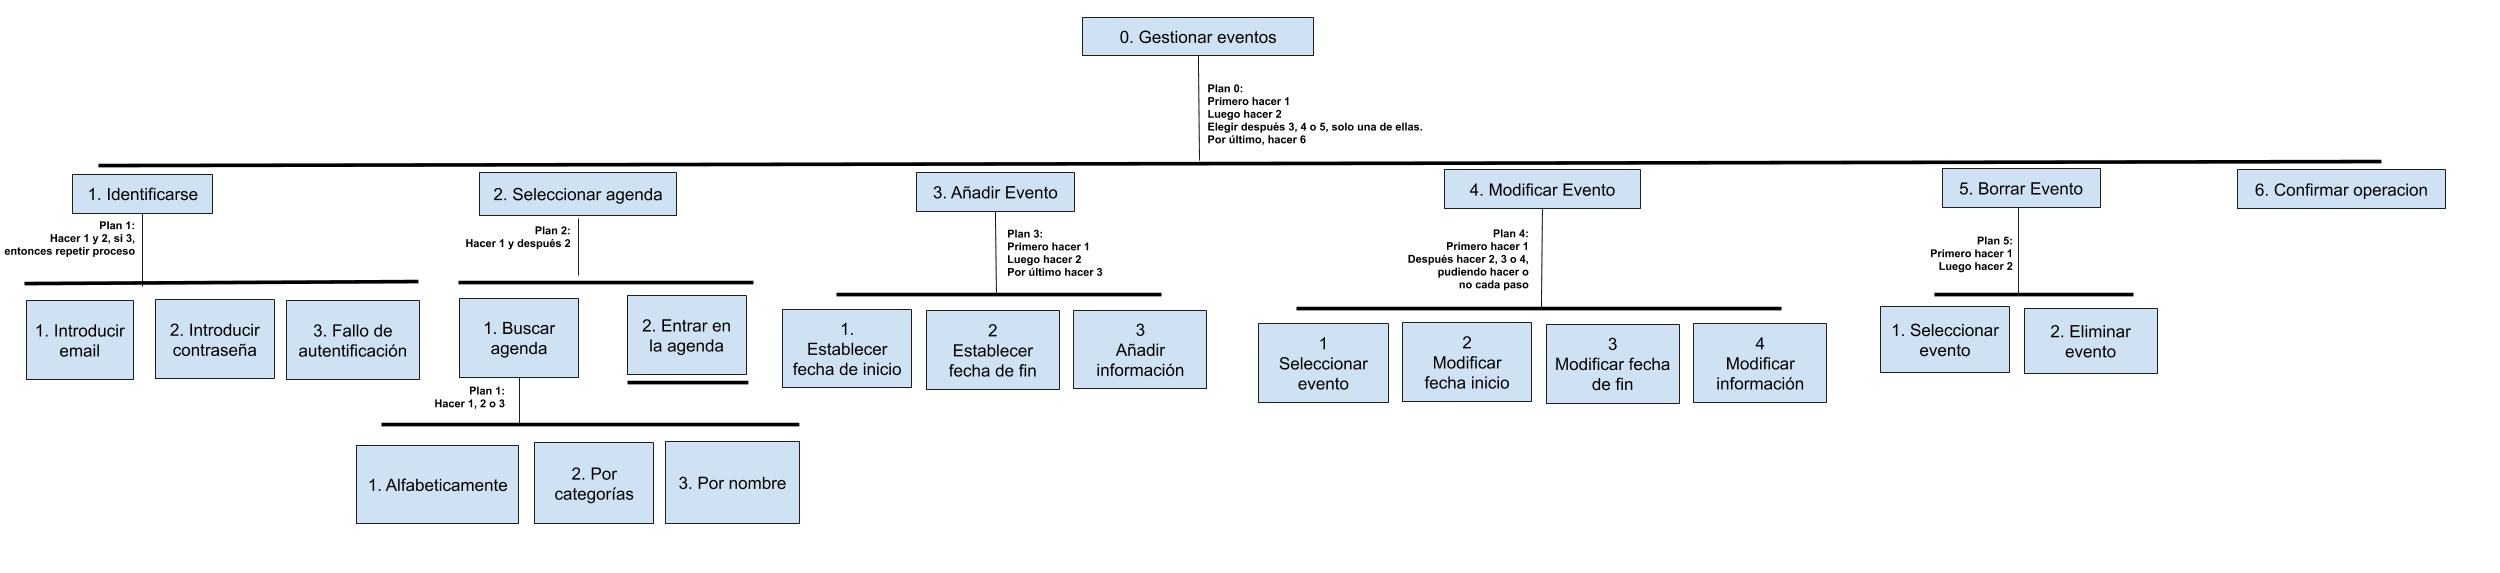 0. Gestionar eventos
Plan 0:
Primero hacer 1
Luego hacer 2
Elegir después 3, 4 o 5, solo una de ellas.
Por último, hacer 6
1. Identificarse
2. Seleccionar agenda
3. Añadir Evento
4. Modificar Evento
5. Borrar Evento
6. Confirmar operacion
Plan 1:
Hacer 1 y 2, si 3,
entonces repetir proceso
Plan 2:
Hacer 1 y después 2
Plan 3:
Primero hacer 1
Luego hacer 2
Por último hacer 3
Plan 4:
Primero hacer 1
Después hacer 2, 3 o 4,
pudiendo hacer o
no cada paso
Plan 5:
Primero hacer 1
Luego hacer 2
1. Introducir
email
2. Introducir
contraseña
3. Fallo de
autentificación
1. Buscar
agenda
2. Entrar en
la agenda
1.
Establecer
fecha de inicio
2
Establecer
fecha de fin
3
Añadir
información
1
Seleccionar
evento
2
Modificar
fecha inicio
3
Modificar fecha
de fin
4
Modificar
información
1. Seleccionar
evento
2. Eliminar
evento
Plan 1:
Hacer 1, 2 o 3
1. Alfabeticamente
2. Por
categorías
3. Por nombre